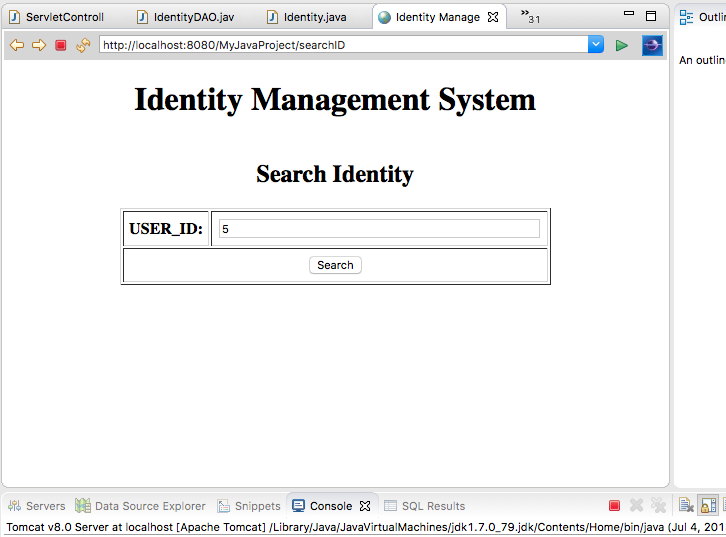 ServletControll IdentityDAO.jav Identity.java Identity Manage »31 Outli
http://localhost:8080/MyJavaProject/searchID
An outlin
Identity Management System
Search Identity
USER_ID: 5
Search
Servers Data Source Explorer Snippets Console SQL Results
Tomcat v8.0 Server at localhost [Apache Tomcat] /Library/Java/JavaVirtualMachines/jdk1.7.0_79.jdk/Contents/Home/bin/java (Jul 4, 201